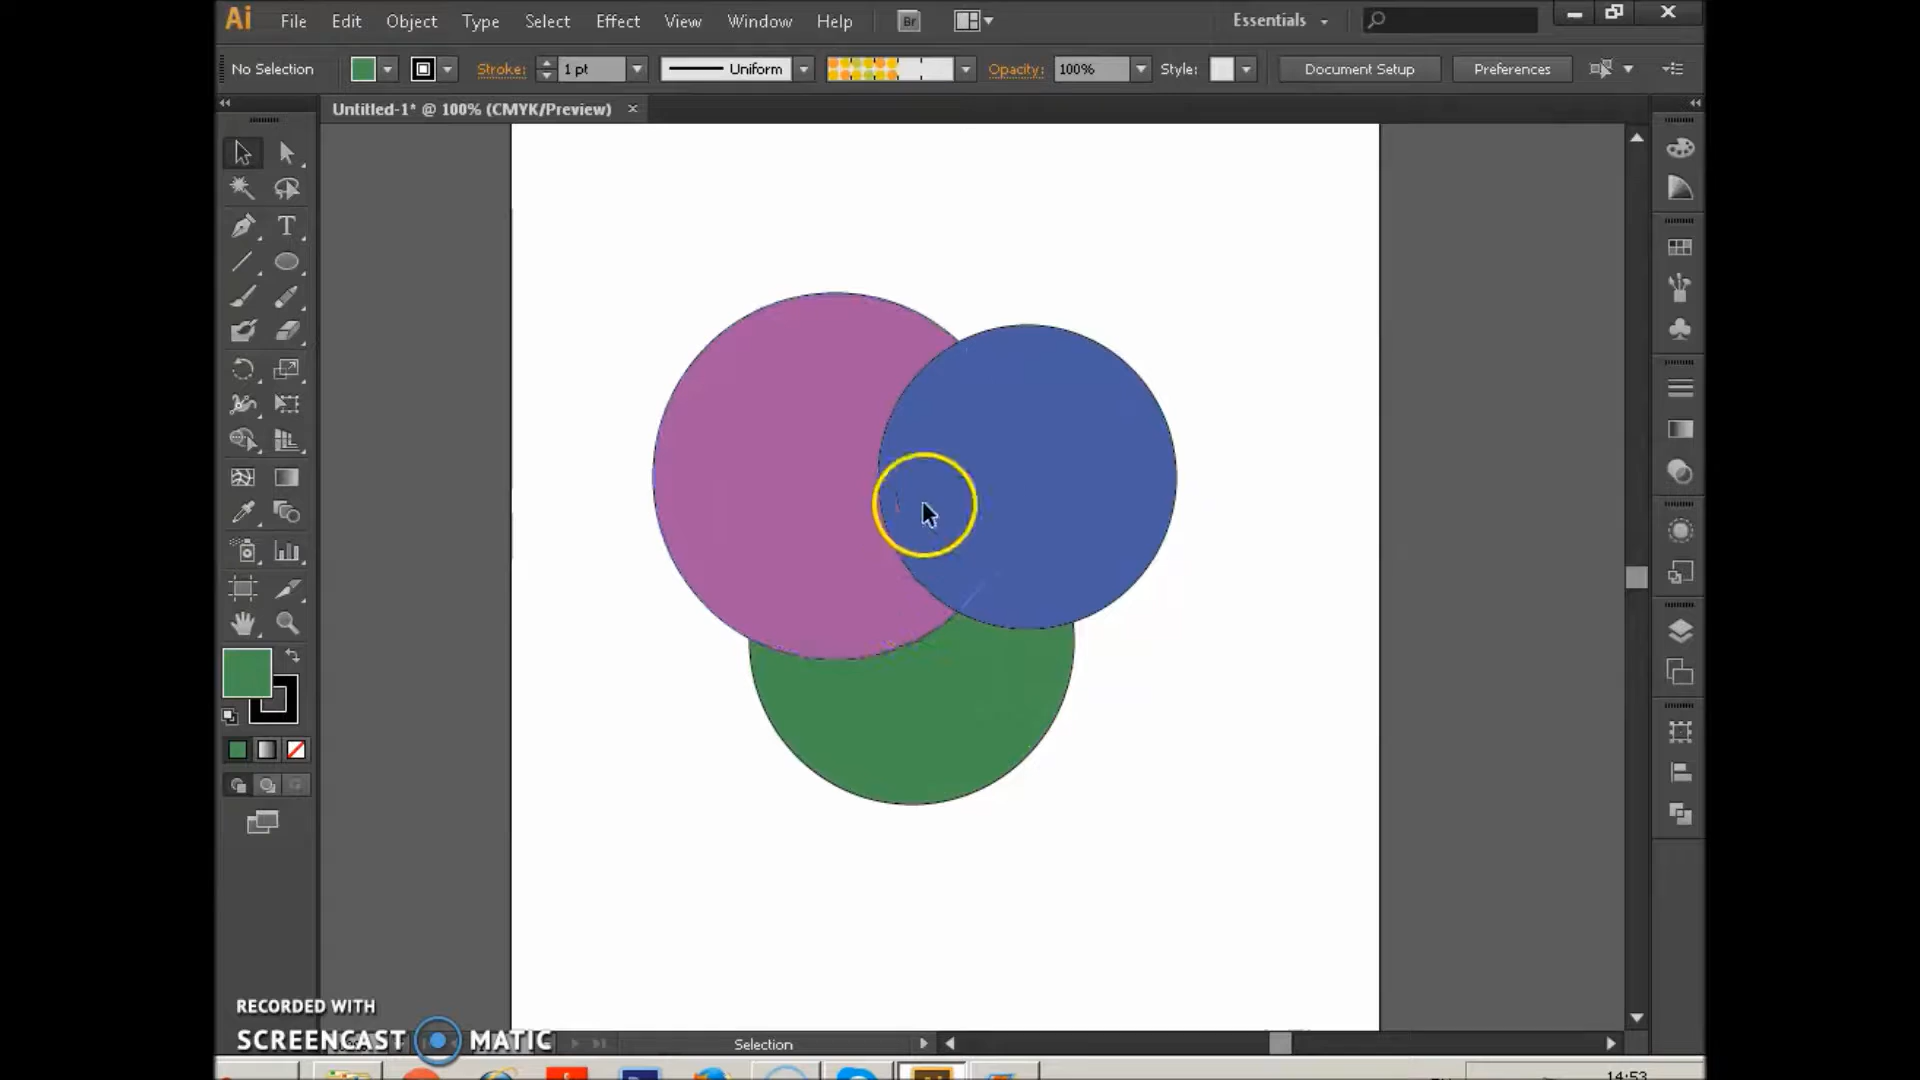 Ai File Edit Object Type Select Effect View Window Help Br Essentials
No Selection Stroke: 1 pt Uniform Opacity: 100% Style: Document Setup Preferences
Untitled-1* @ 100% (CMYK/Preview)
T
RECORDED WITH
SCREENCAST MATIC
Selection
14:53